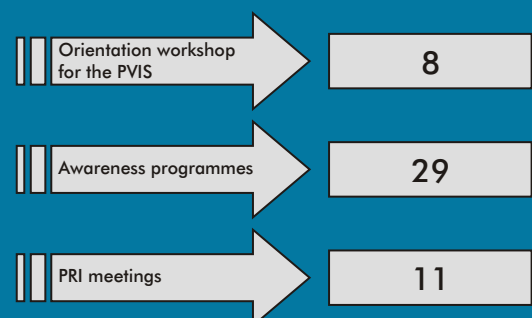 Orientation workshop
for the PVIS
8
Awareness programmes
29
PRI meetings
11